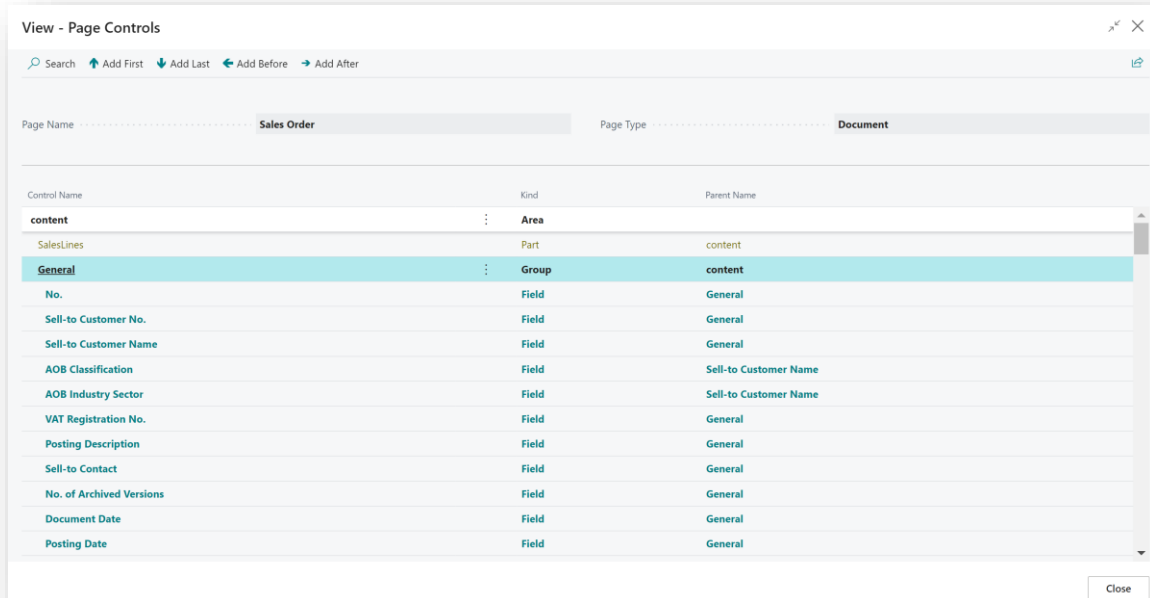 View - Page Controls
Search Add First Add Last Add Before Add After
Page Name Sales Order Page Type Document
Control Name Kind Parent Name
content Area
SalesLines Part content
General Group content
No. Field General
Sell-to Customer No. Field General
Sell-to Customer Name Field General
AOB Classification Field Sell-to Customer Name
AOB Industry Sector Field Sell-to Customer Name
VAT Registration No. Field General
Posting Description Field General
Sell-to Contact Field General
No. of Archived Versions Field General
Document Date Field General
Posting Date Field General
Close